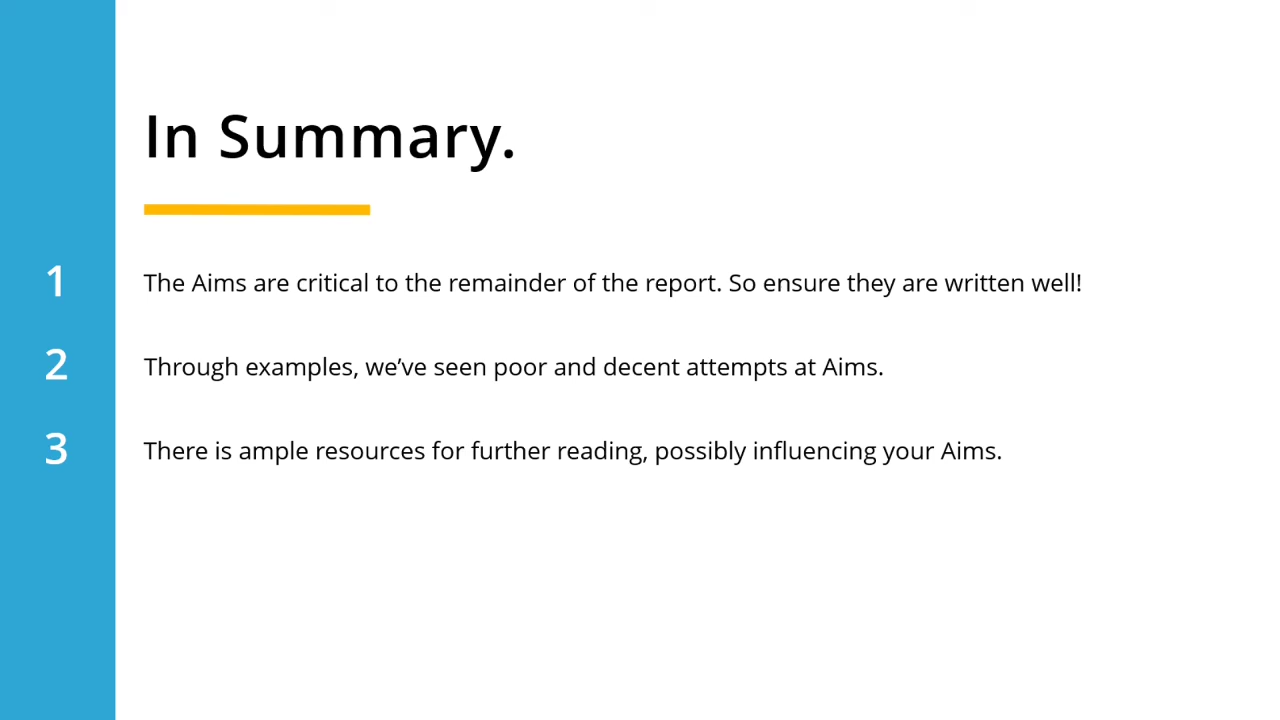 In Summary.
1 The Aims are critical to the remainder of the report. So ensure they are written well!
2 Through examples, we’ve seen poor and decent attempts at Aims.
3 There is ample resources for further reading, possibly influencing your Aims.